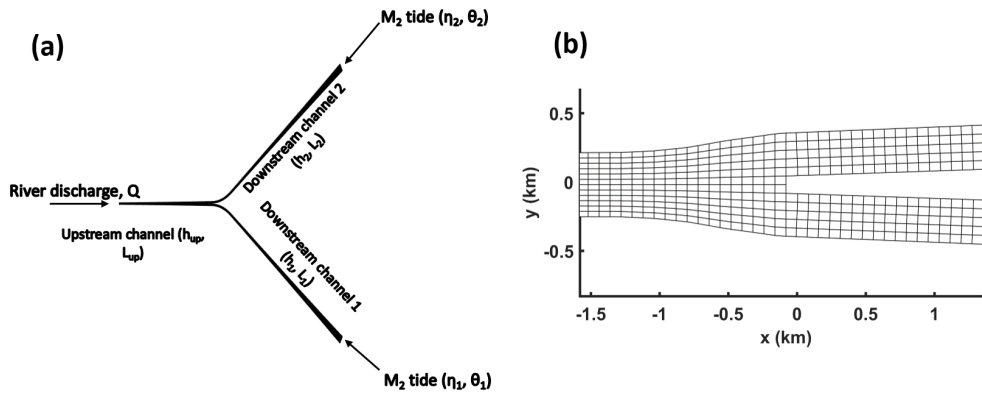 (a)
M₂ tide (η₂, θ₂)
Downstream channel 2
(h₂, L₂)
River discharge, Q
Upstream channel (hᵤₚ,
Lᵤₚ)
Downstream channel 1
(h₁, L₁)
M₂ tide (η₁, θ₁)
(b)
y (km)
0.5
0
-0.5
-1.5
-1
-0.5
0
0.5
1
x (km)